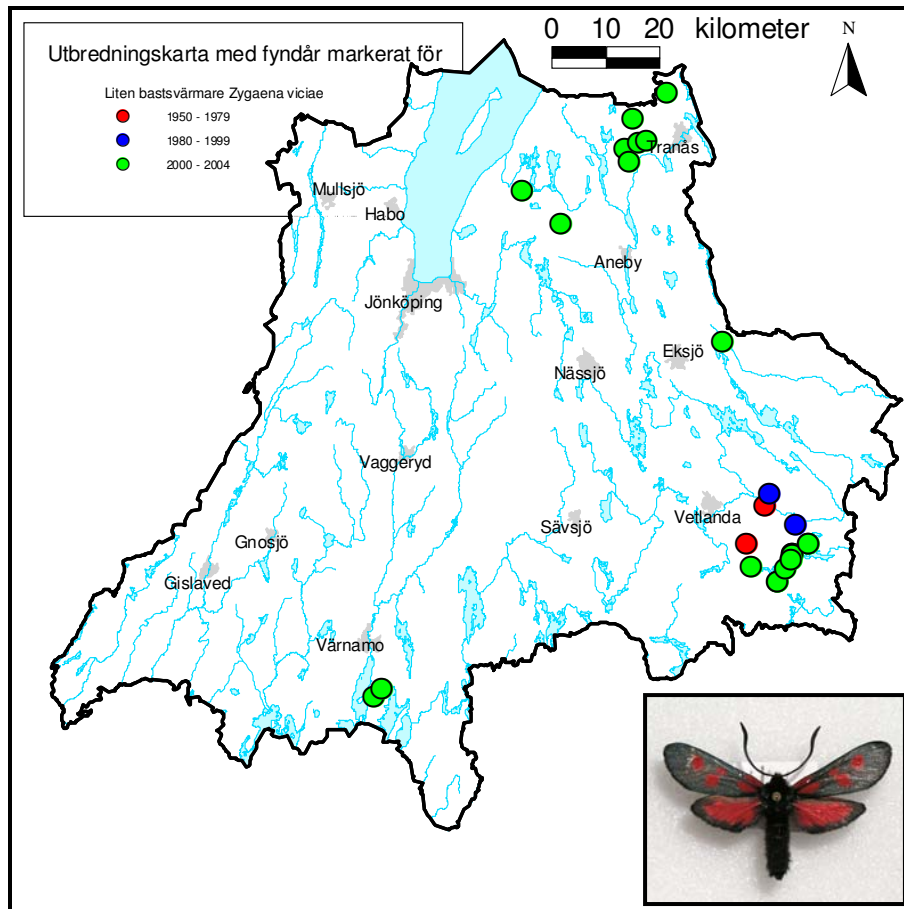 Utbredningskarta med fyndår markerat för
Liten bastsvärmare Zygaena viciae
1950 - 1979
1980 - 1999
2000 - 2004
0 10 20 kilometer
N
Tranås
Mullsjö
Habo
Aneby
Jönköping
Eksjö
Nässjö
Vaggeryd
Vetlanda
Sävsjö
Gnosjö
Gislaved
Värnamo